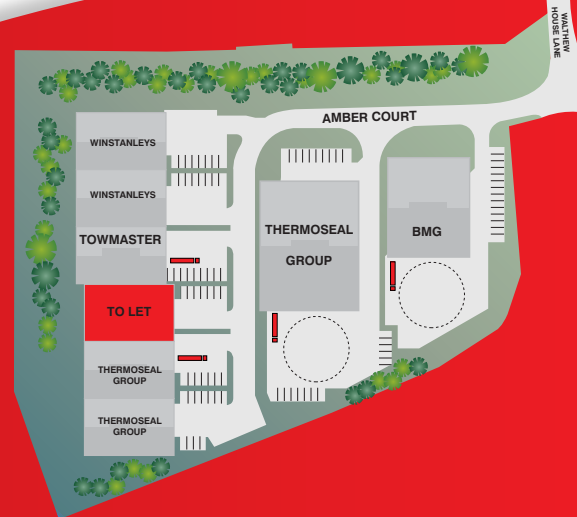 WALTHEW
HOUSE LANE
AMBER COURT
WINSTANLEYS
WINSTANLEYS
TOWMASTER
THERMOSEAL
GROUP
BMG
TO LET
THERMOSEAL
GROUP
THERMOSEAL
GROUP